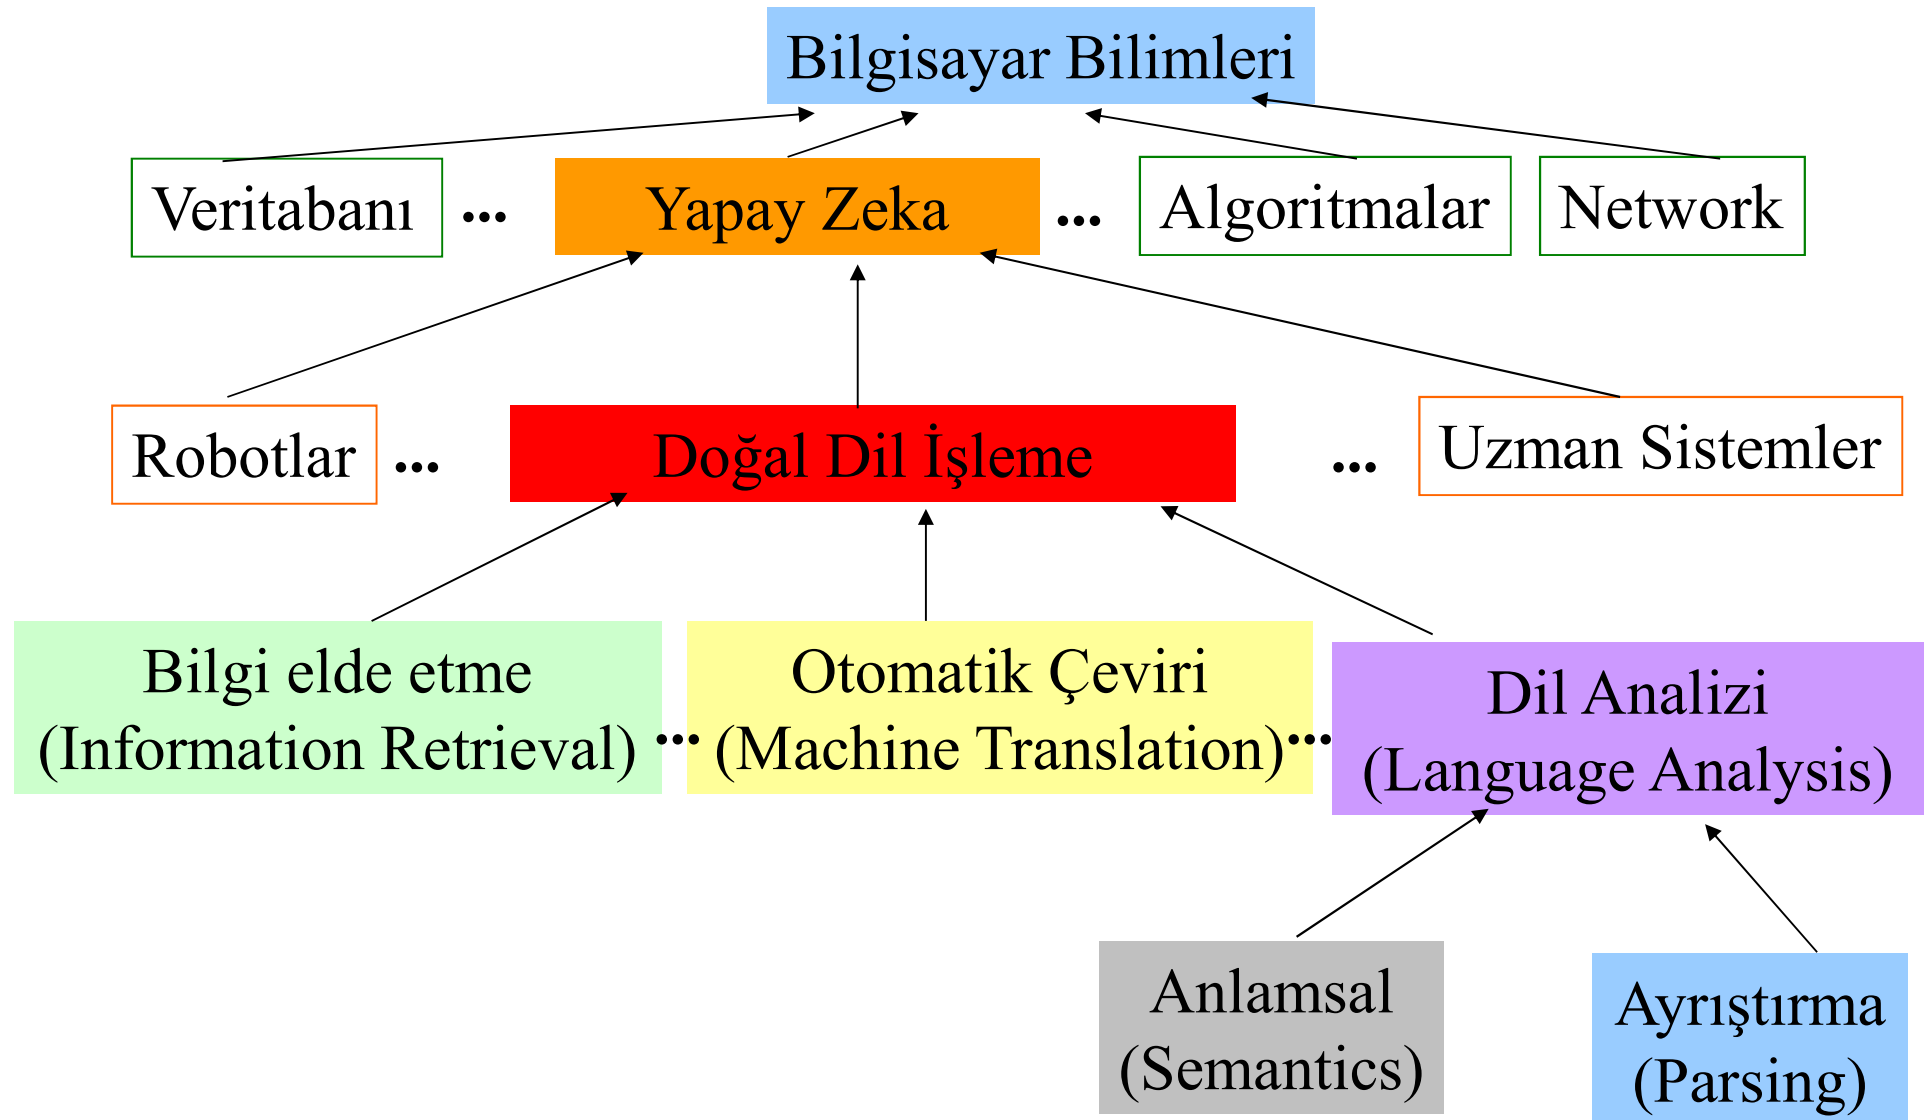 Bilgisayar Bilimleri
Veritabanı ... Yapay Zeka ... Algoritmalar Network
Robotlar ... Doğal Dil İşleme ... Uzman Sistemler
Bilgi elde etme
(Information Retrieval)
...
Otomatik Çeviri
(Machine Translation)
...
Dil Analizi
(Language Analysis)
Anlamsal
(Semantics)
Ayrıştırma
(Parsing)